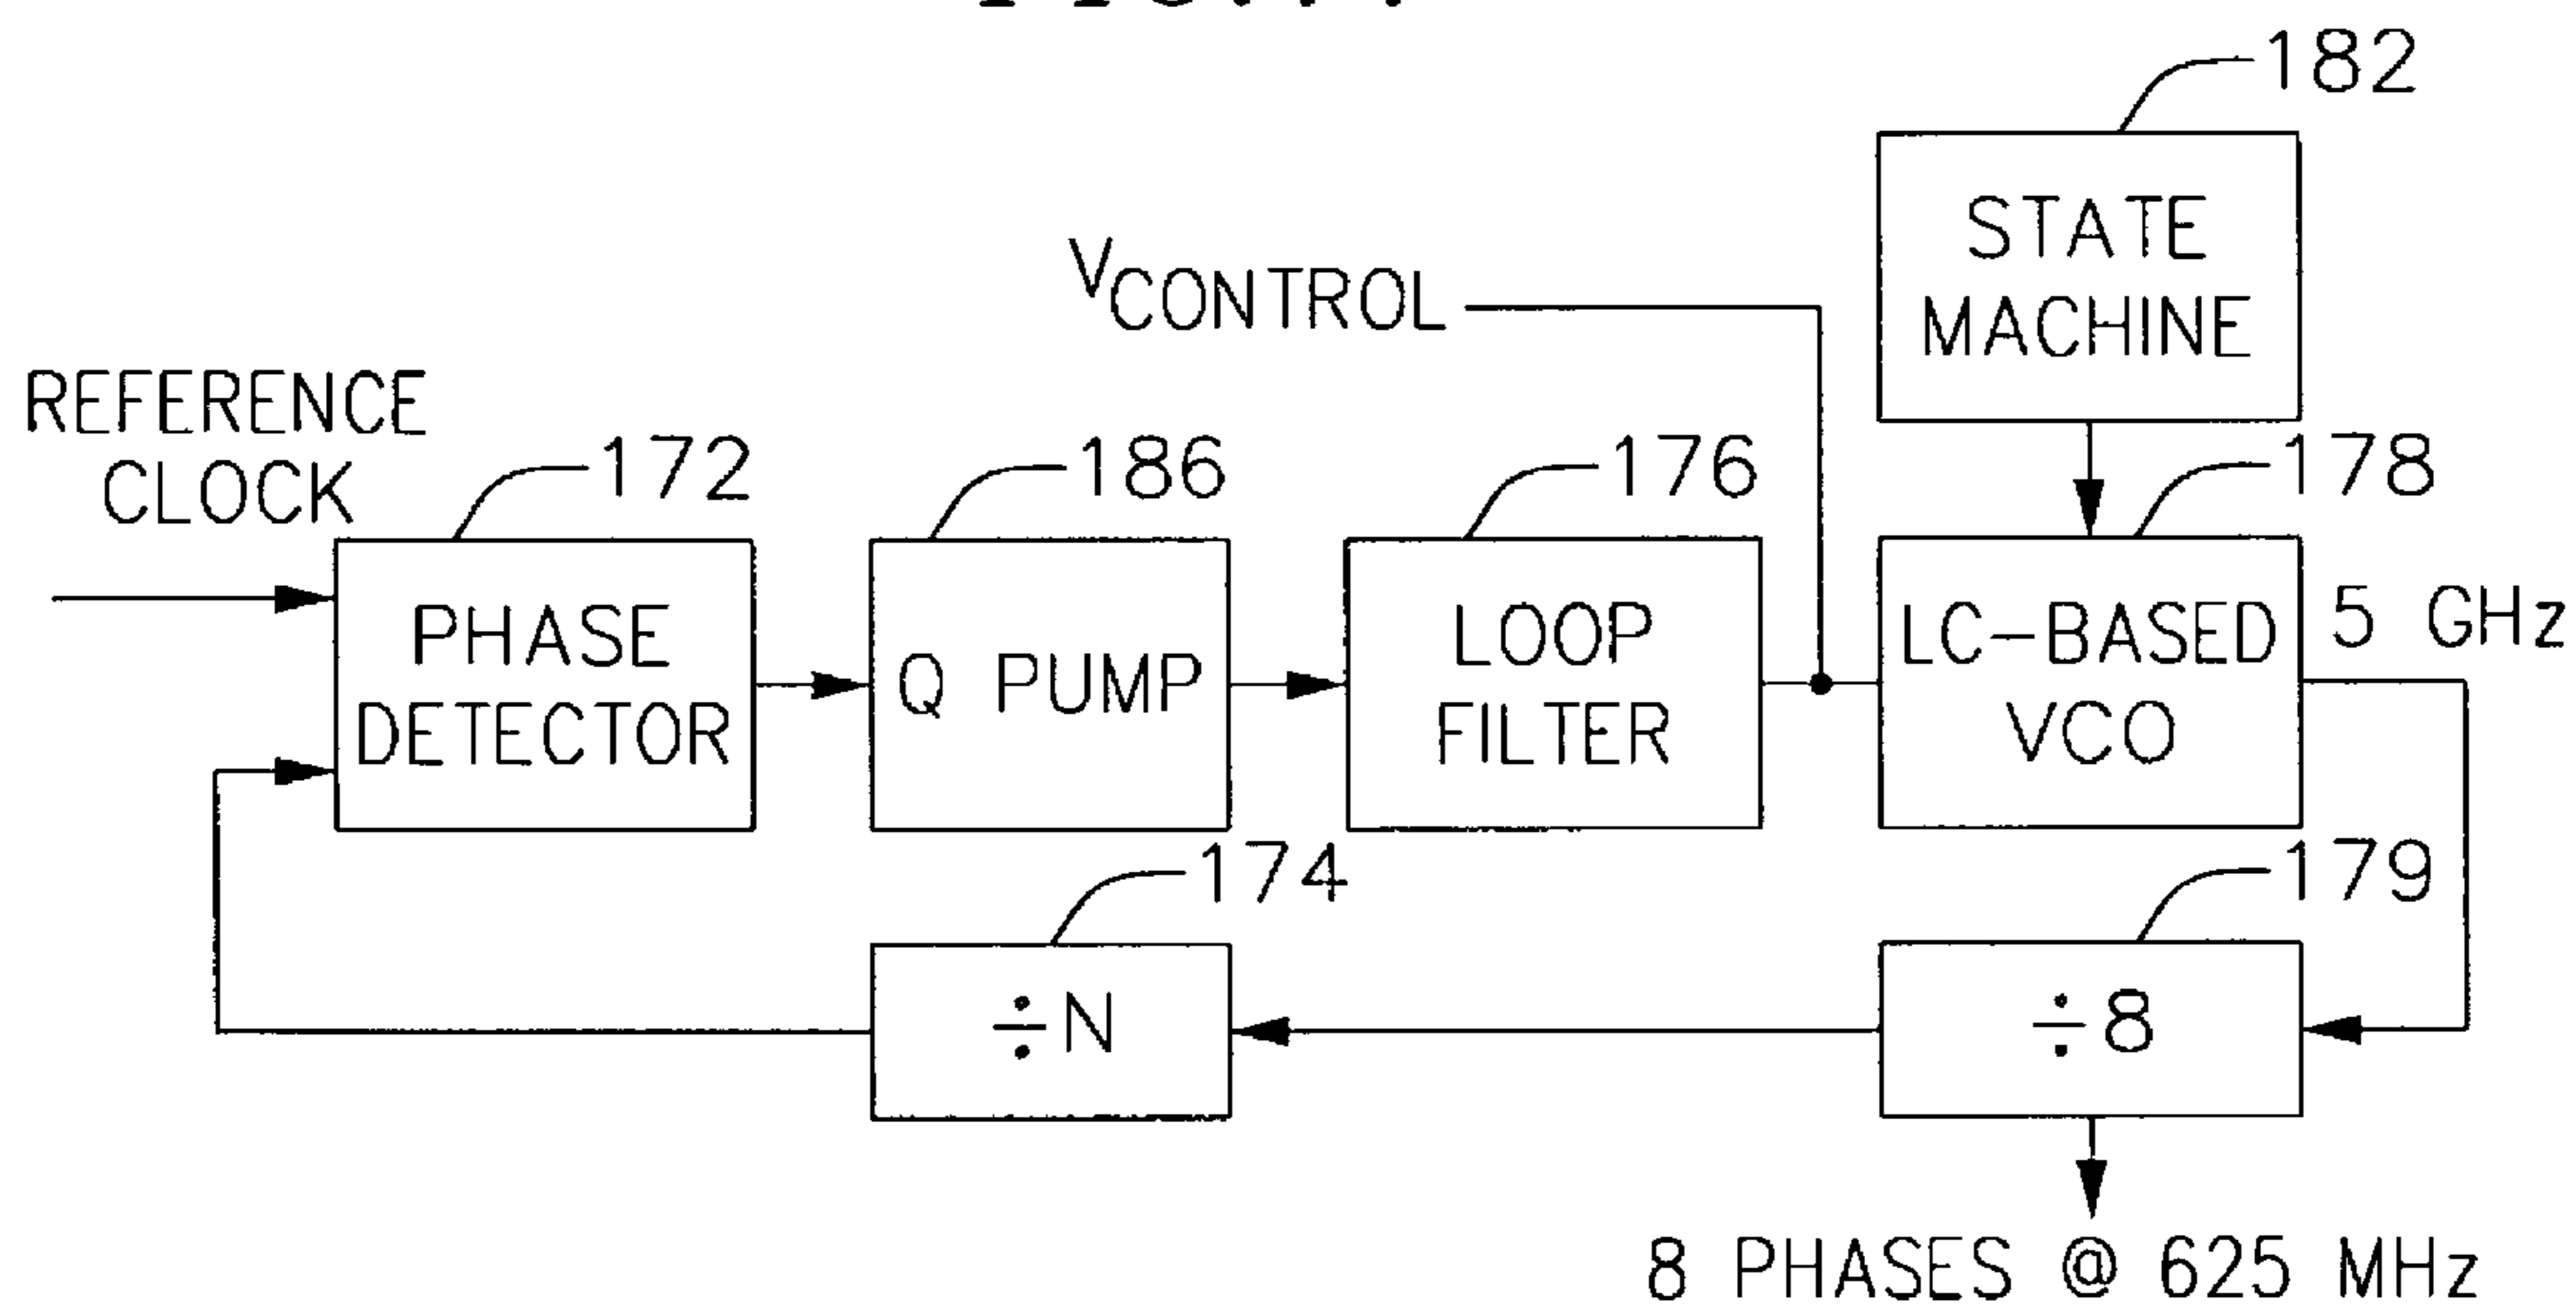 182
STATE
MACHINE
VCONTROL
REFERENCE
CLOCK
172
186
176
178
PHASE
DETECTOR
Q PUMP
LOOP
FILTER
LC-BASED
VCO
5 GHz
174
179
÷N
÷8
8 PHASES @ 625 MHz